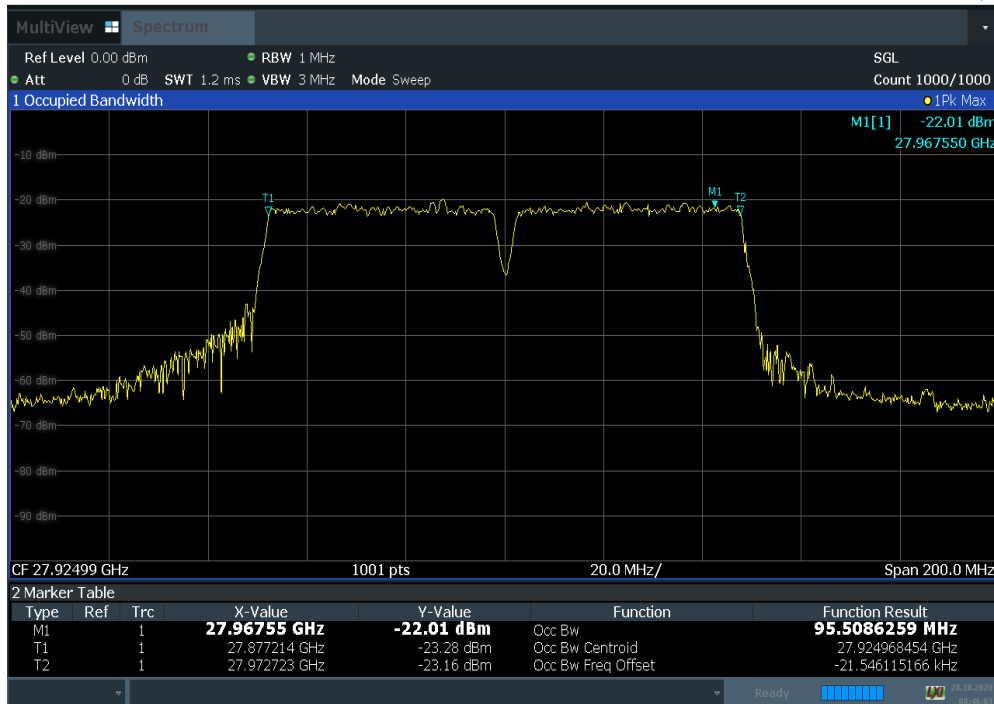 MultiView Spectrum
Ref Level 0.00 dBm RBW 1 MHz SGL
Att 0 dB SWT 1.2 ms VBW 3 MHz Mode Sweep Count 1000/1000
1 Occupied Bandwidth 1Pk Max
M1[1] -22.01 dBm
27.967550 GHz
-10 dBm
T1 M1 T2
-20 dBm
-30 dBm
-40 dBm
-50 dBm
-60 dBm
-70 dBm
-80 dBm
-90 dBm
CF 27.92499 GHz 1001 pts 20.0 MHz/ Span 200.0 MHz
2 Marker Table
Type Ref Trc X-Value Y-Value Function Function Result
M1 1 27.96755 GHz -22.01 dBm Occ Bw 95.5086259 MHz
T1 1 27.877214 GHz -23.28 dBm Occ Bw Centroid 27.924968454 GHz
T2 1 27.972723 GHz -23.16 dBm Occ Bw Freq Offset -21.546115166 kHz
Ready LXI 28.10.2020